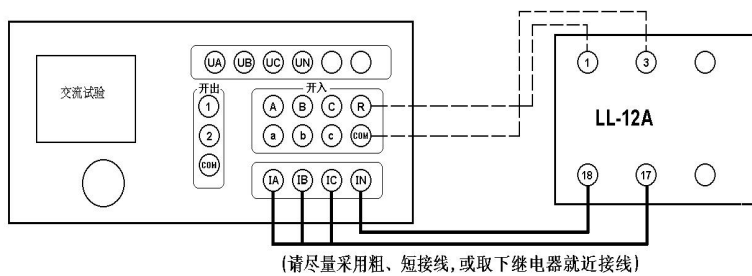 UA UB UC UN
交流试验
开出
1
2
COM
开入
A B C R
a b c COM
IA IB IC IN
1 3
LL-12A
18 17
(请尽量采用粗、短接线,或取下继电器就近接线)